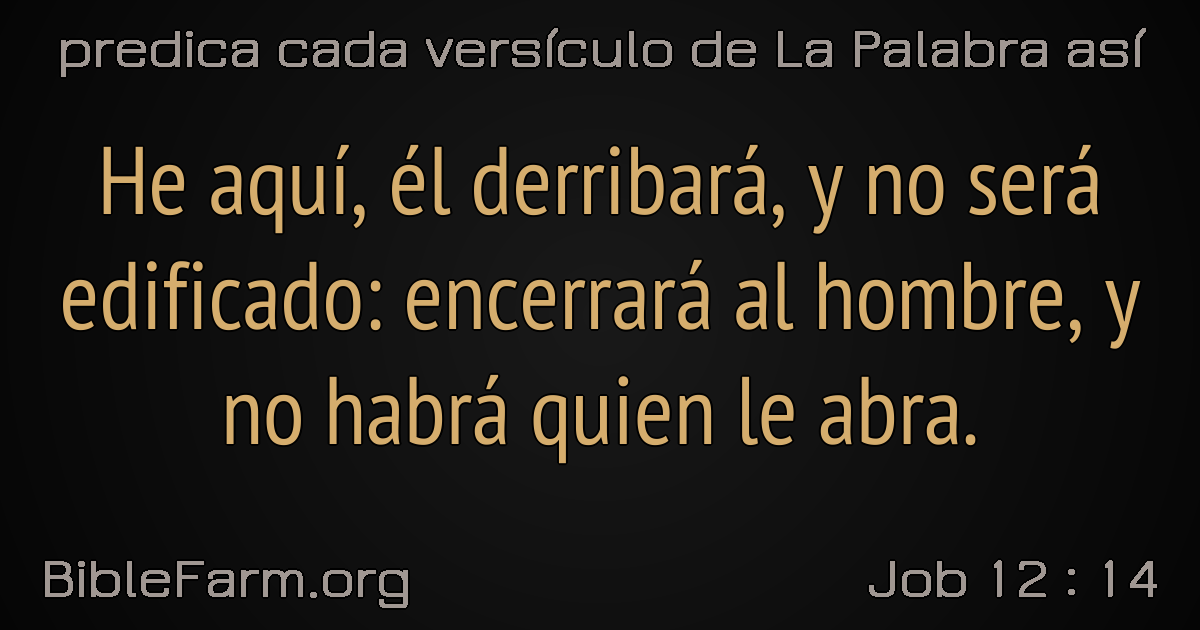 predica cada versículo de La Palabra así
He aquí, él derribará, y no será
edificado: encerrará al hombre, y
no habrá quien le abra.
BibleFarm.org
Job 12 : 14